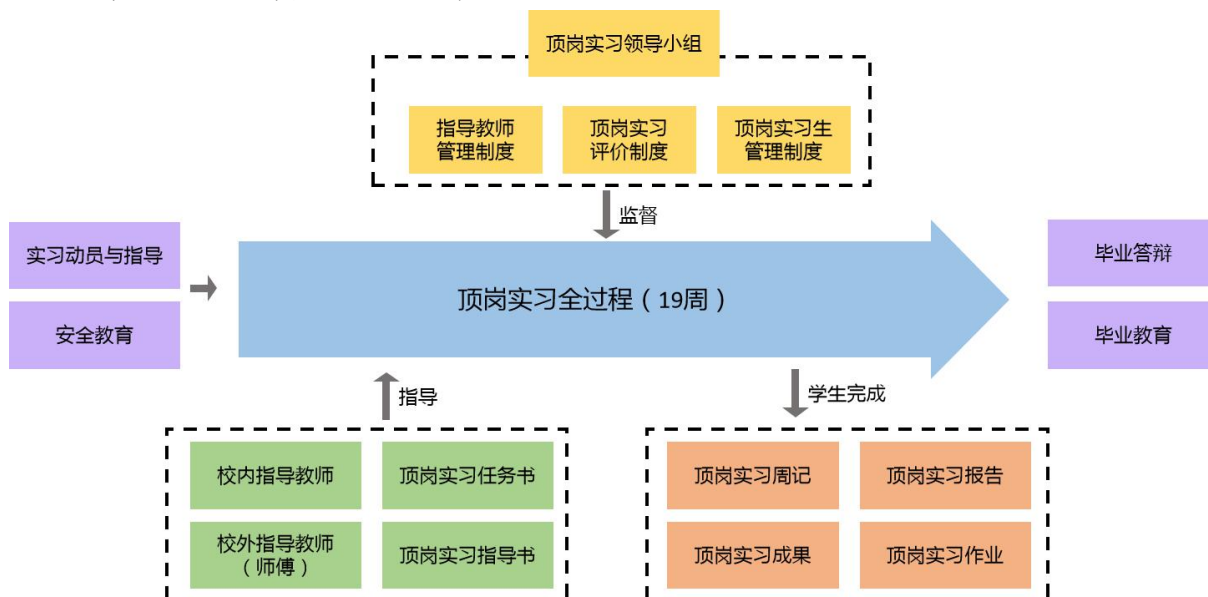 顶岗实习领导小组
指导教师
管理制度
顶岗实习
评价制度
顶岗实习生
管理制度
监督
实习动员与指导
安全教育
顶岗实习全过程（19周）
毕业答辩
毕业教育
指导
学生完成
校内指导教师
顶岗实习任务书
校外指导教师
（师傅）
顶岗实习指导书
顶岗实习周记
顶岗实习报告
顶岗实习成果
顶岗实习作业